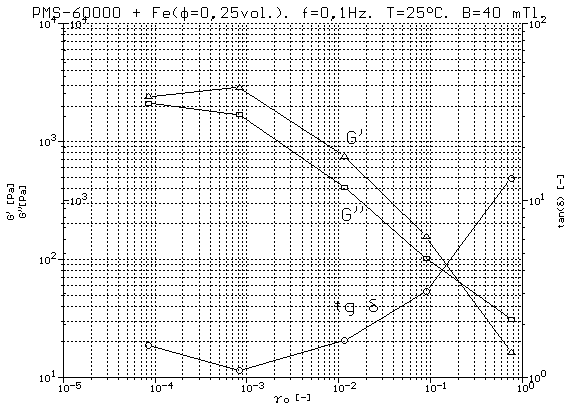 PMS-60000 + Fe(ϕ=0,25vol.). f=0,1Hz. T=25°C. B=40 mTl.
10⁴ 10⁴ 10²
G'
10³
G' [Pa]
G''[Pa]
10³ 10¹
tan(δ) [-]
G''
10²
tg δ
10¹ 10⁰
10⁻⁵ 10⁻⁴ 10⁻³ 10⁻² 10⁻¹ 10⁰
γ₀ [-]